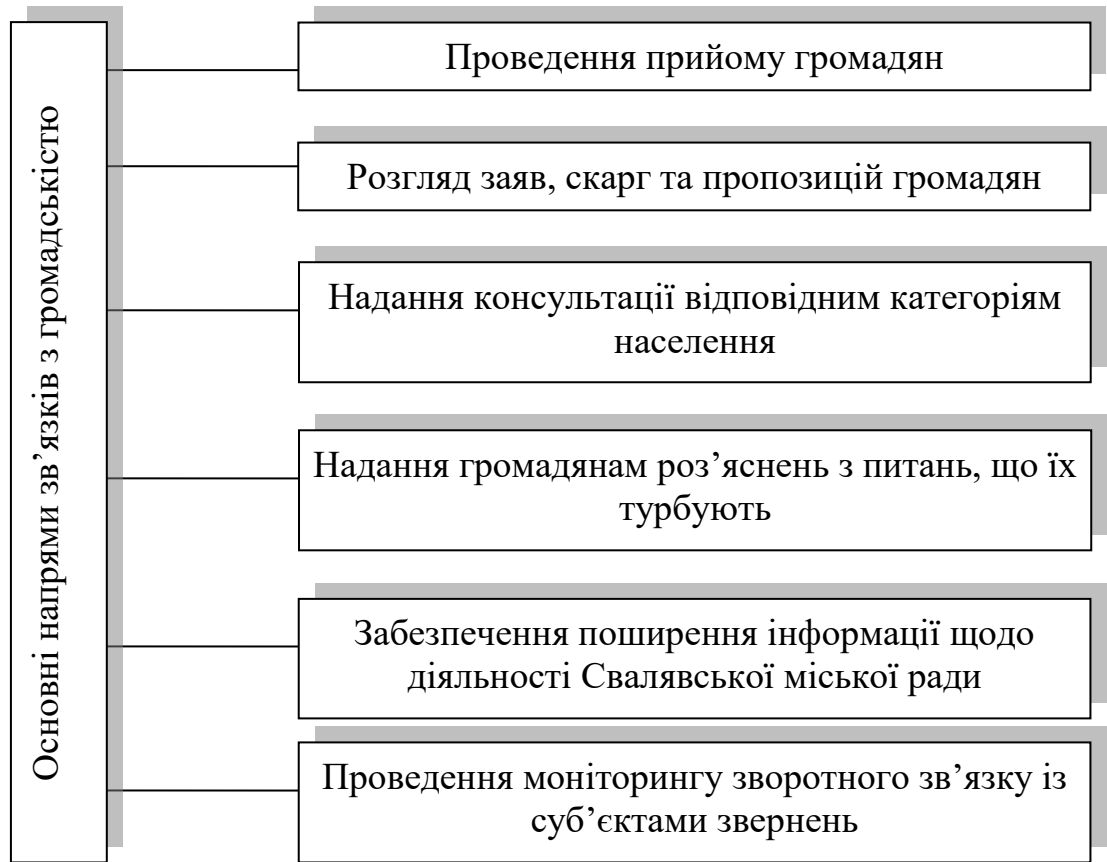 Основні напрями зв’язків з громадськістю
Проведення прийому громадян
Розгляд заяв, скарг та пропозицій громадян
Надання консультації відповідним категоріям
населення
Надання громадянам роз’яснень з питань, що їх
турбують
Забезпечення поширення інформації щодо
діяльності Свалявської міської ради
Проведення моніторингу зворотного зв’язку із
суб’єктами звернень